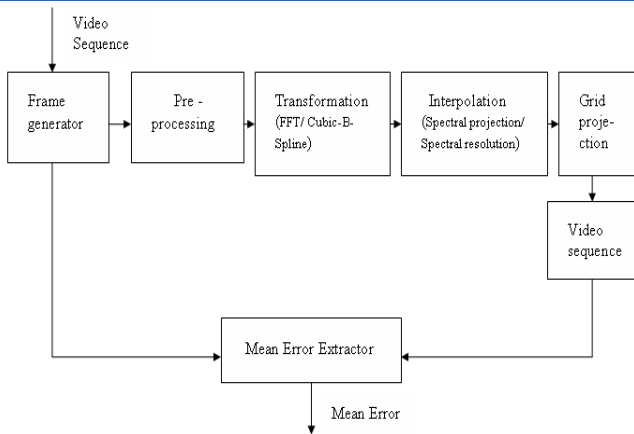 Video
Sequence
Frame
generator
Pre -
processing
Transformation
(FFT/ Cubic-B-
Spline)
Interpolation
(Spectral projection/
Spectral resolution)
Grid
proje-
ction
Video
sequence
Mean Error Extractor
Mean Error